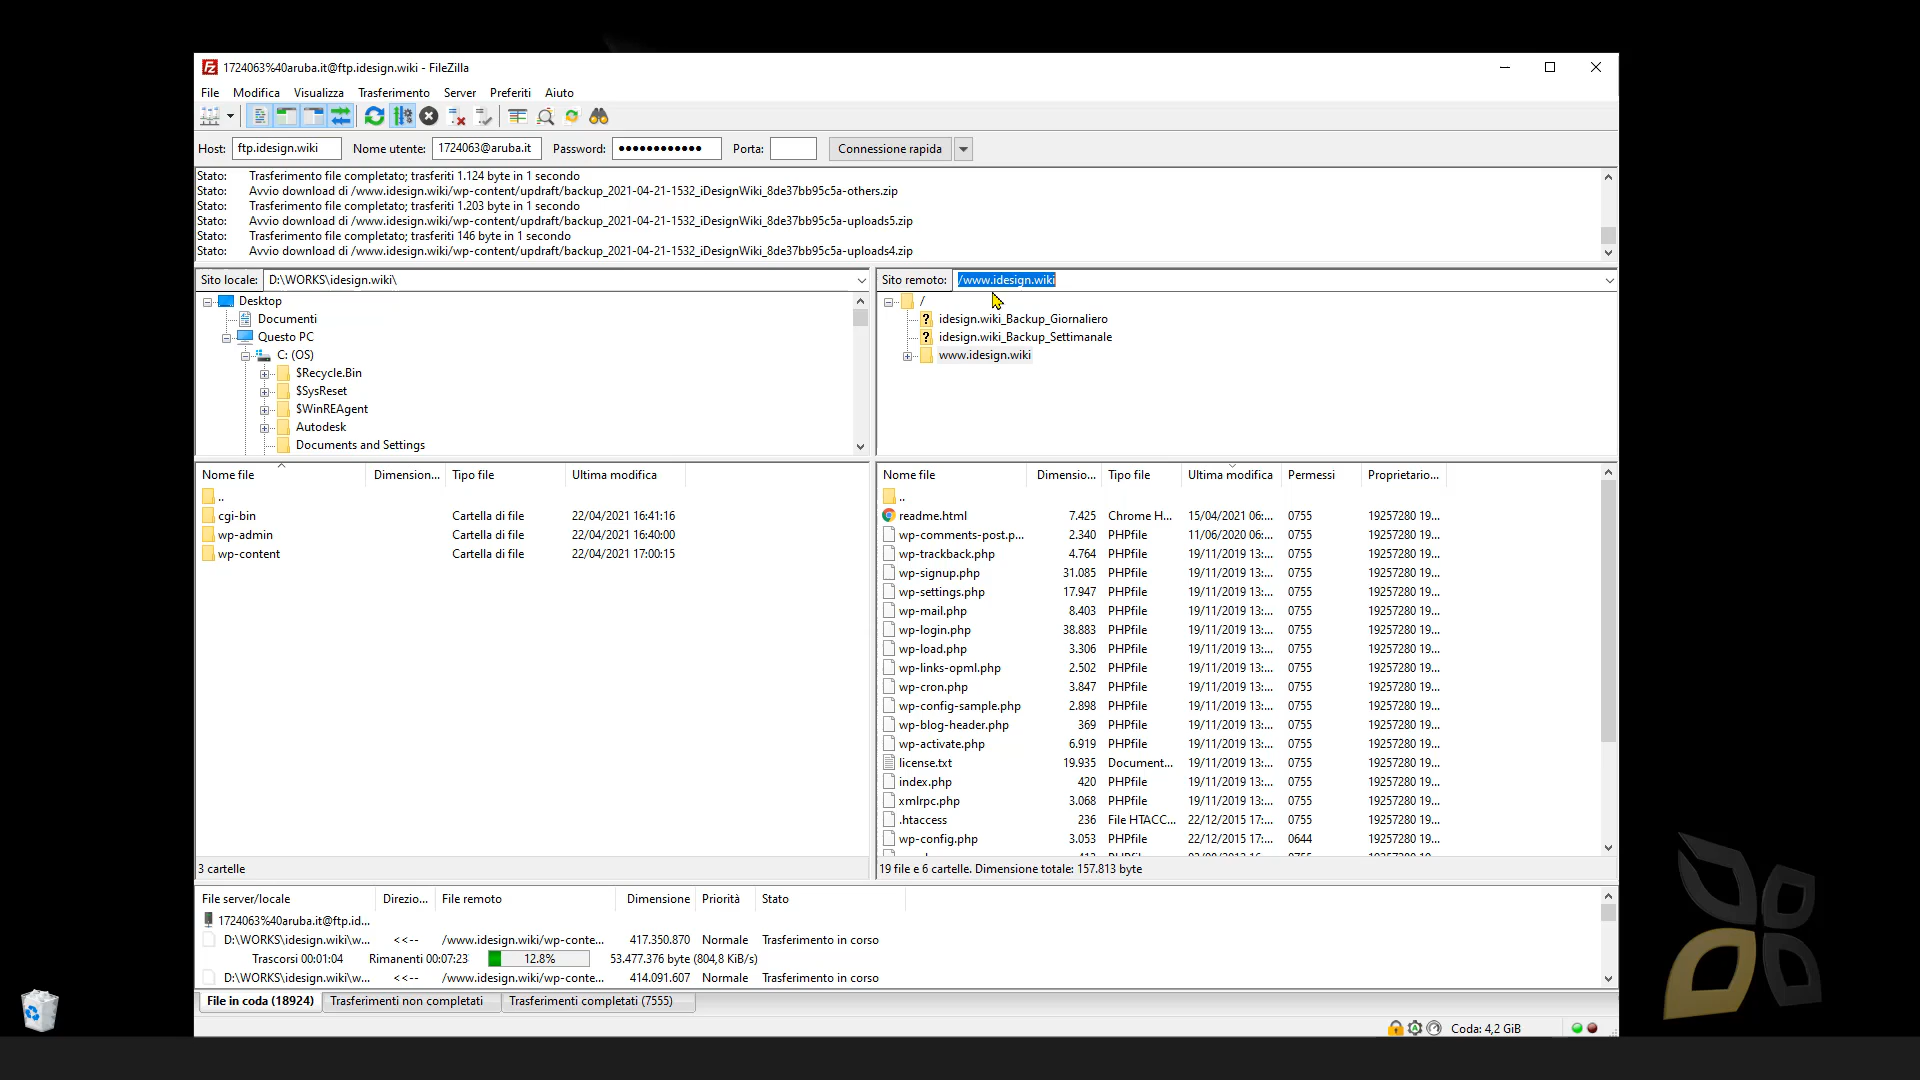 1724063%40aruba.it@ftp.idesign.wiki - FileZilla
File Modifica Visualizza Trasferimento Server Preferiti Aiuto
Host: ftp.idesign.wiki Nome utente: 1724063@aruba.it Password: ●●●●●●●●●●●● Porta: Connessione rapida
Stato: Trasferimento file completato; trasferiti 1.124 byte in 1 secondo
Stato: Avvio download di /www.idesign.wiki/wp-content/updraft/backup_2021-04-21-1532_iDesignWiki_8de37bb95c5a-others.zip
Stato: Trasferimento file completato; trasferiti 1.203 byte in 1 secondo
Stato: Avvio download di /www.idesign.wiki/wp-content/updraft/backup_2021-04-21-1532_iDesignWiki_8de37bb95c5a-uploads5.zip
Stato: Trasferimento file completato; trasferiti 146 byte in 1 secondo
Stato: Avvio download di /www.idesign.wiki/wp-content/updraft/backup_2021-04-21-1532_iDesignWiki_8de37bb95c5a-uploads4.zip
Sito locale: D:\WORKS\idesign.wiki\
Desktop
Documenti
Questo PC
C: (OS)
$Recycle.Bin
$SysReset
$WinREAgent
Autodesk
Documents and Settings
Sito remoto: /www.idesign.wiki
/
idesign.wiki_Backup_Giornaliero
idesign.wiki_Backup_Settimanale
www.idesign.wiki
Nome file Dimension... Tipo file Ultima modifica
..
cgi-bin Cartella di file 22/04/2021 16:41:16
wp-admin Cartella di file 22/04/2021 16:40:00
wp-content Cartella di file 22/04/2021 17:00:15
3 cartelle
Nome file Dimensio... Tipo file Ultima modifica Permessi Proprietario...
..
readme.html 7.425 Chrome H... 15/04/2021 06:... 0755 19257280 19...
wp-comments-post.p... 2.340 PHPfile 11/06/2020 06:... 0755 19257280 19...
wp-trackback.php 4.764 PHPfile 19/11/2019 13:... 0755 19257280 19...
wp-signup.php 31.085 PHPfile 19/11/2019 13:... 0755 19257280 19...
wp-settings.php 17.947 PHPfile 19/11/2019 13:... 0755 19257280 19...
wp-mail.php 8.403 PHPfile 19/11/2019 13:... 0755 19257280 19...
wp-login.php 38.883 PHPfile 19/11/2019 13:... 0755 19257280 19...
wp-load.php 3.306 PHPfile 19/11/2019 13:... 0755 19257280 19...
wp-links-opml.php 2.502 PHPfile 19/11/2019 13:... 0755 19257280 19...
wp-cron.php 3.847 PHPfile 19/11/2019 13:... 0755 19257280 19...
wp-config-sample.php 2.898 PHPfile 19/11/2019 13:... 0755 19257280 19...
wp-blog-header.php 369 PHPfile 19/11/2019 13:... 0755 19257280 19...
wp-activate.php 6.919 PHPfile 19/11/2019 13:... 0755 19257280 19...
license.txt 19.935 Document... 19/11/2019 13:... 0755 19257280 19...
index.php 420 PHPfile 19/11/2019 13:... 0755 19257280 19...
xmlrpc.php 3.068 PHPfile 19/11/2019 13:... 0755 19257280 19...
.htaccess 236 File HTACC... 22/12/2015 17:... 0755 19257280 19...
wp-config.php 3.053 PHPfile 22/12/2015 17:... 0644 19257280 19...
19 file e 6 cartelle. Dimensione totale: 157.813 byte
File server/locale Direzio... File remoto Dimensione Priorità Stato
1724063%40aruba.it@ftp.id...
D:\WORKS\idesign.wiki\w... <<-- /www.idesign.wiki/wp-conte... 417.350.870 Normale Trasferimento in corso
Trascorsi 00:01:04 Rimanenti 00:07:23 12.8% 53.477.376 byte (804,8 KiB/s)
D:\WORKS\idesign.wiki\w... <<-- /www.idesign.wiki/wp-conte... 414.091.607 Normale Trasferimento in corso
File in coda (18924) Trasferimenti non completati Trasferimenti completati (7555)
Coda: 4,2 GiB